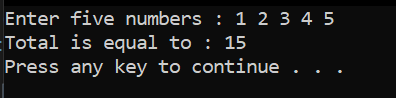 Enter five numbers : 1 2 3 4 5
Total is equal to : 15
Press any key to continue . . .